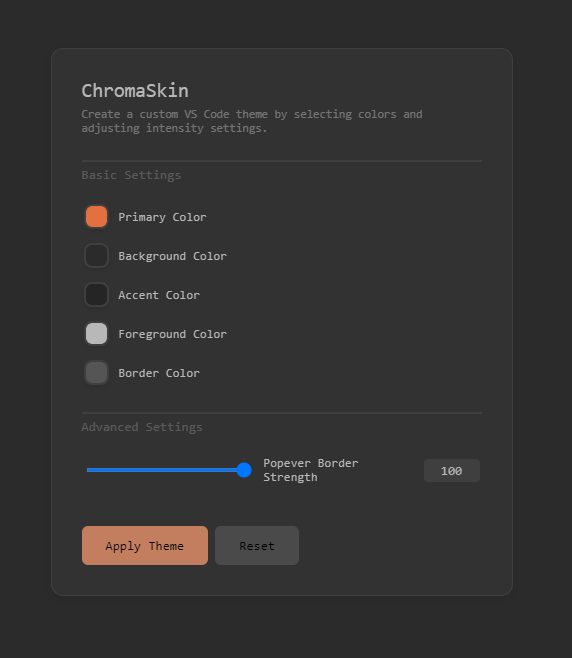 ChromaSkin
Create a custom VS Code theme by selecting colors and
adjusting intensity settings.
Basic Settings
Primary Color
Background Color
Accent Color
Foreground Color
Border Color
Advanced Settings
Popever Border
Strength
100
Apply Theme
Reset